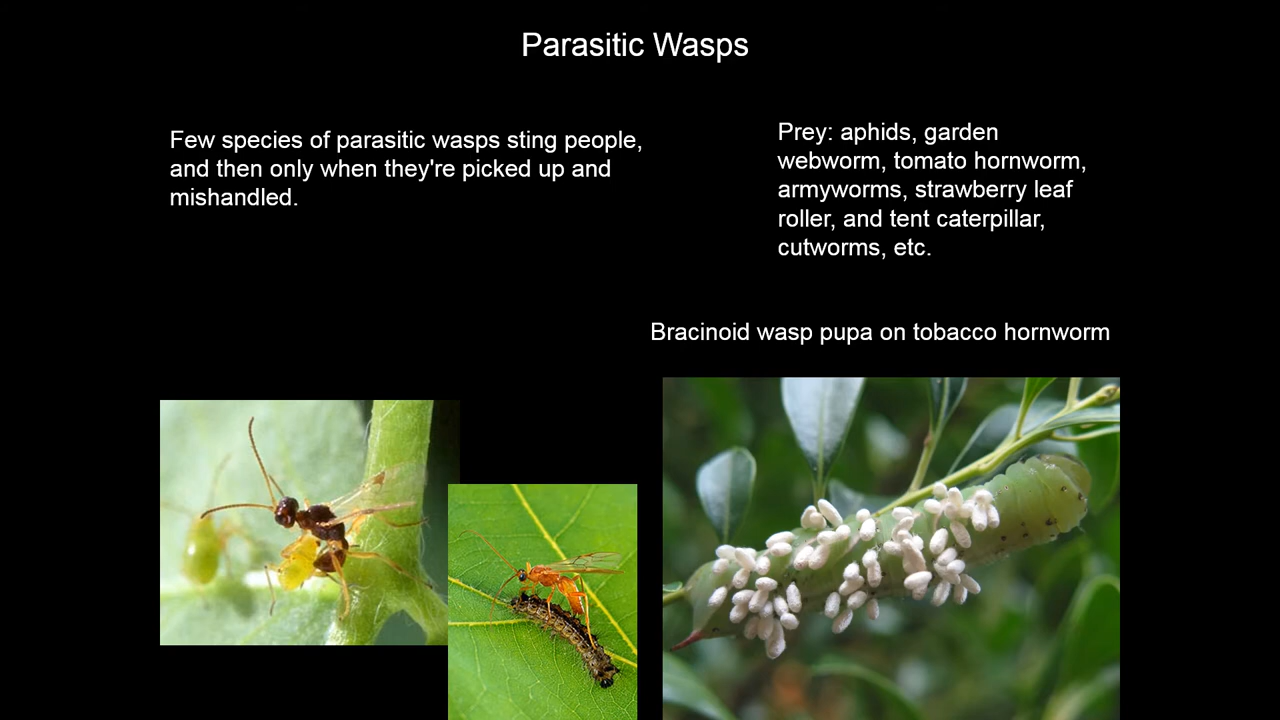 Parasitic Wasps
Few species of parasitic wasps sting people,
and then only when they're picked up and
mishandled.
Prey: aphids, garden
webworm, tomato hornworm,
armyworms, strawberry leaf
roller, and tent caterpillar,
cutworms, etc.
Bracinoid wasp pupa on tobacco hornworm